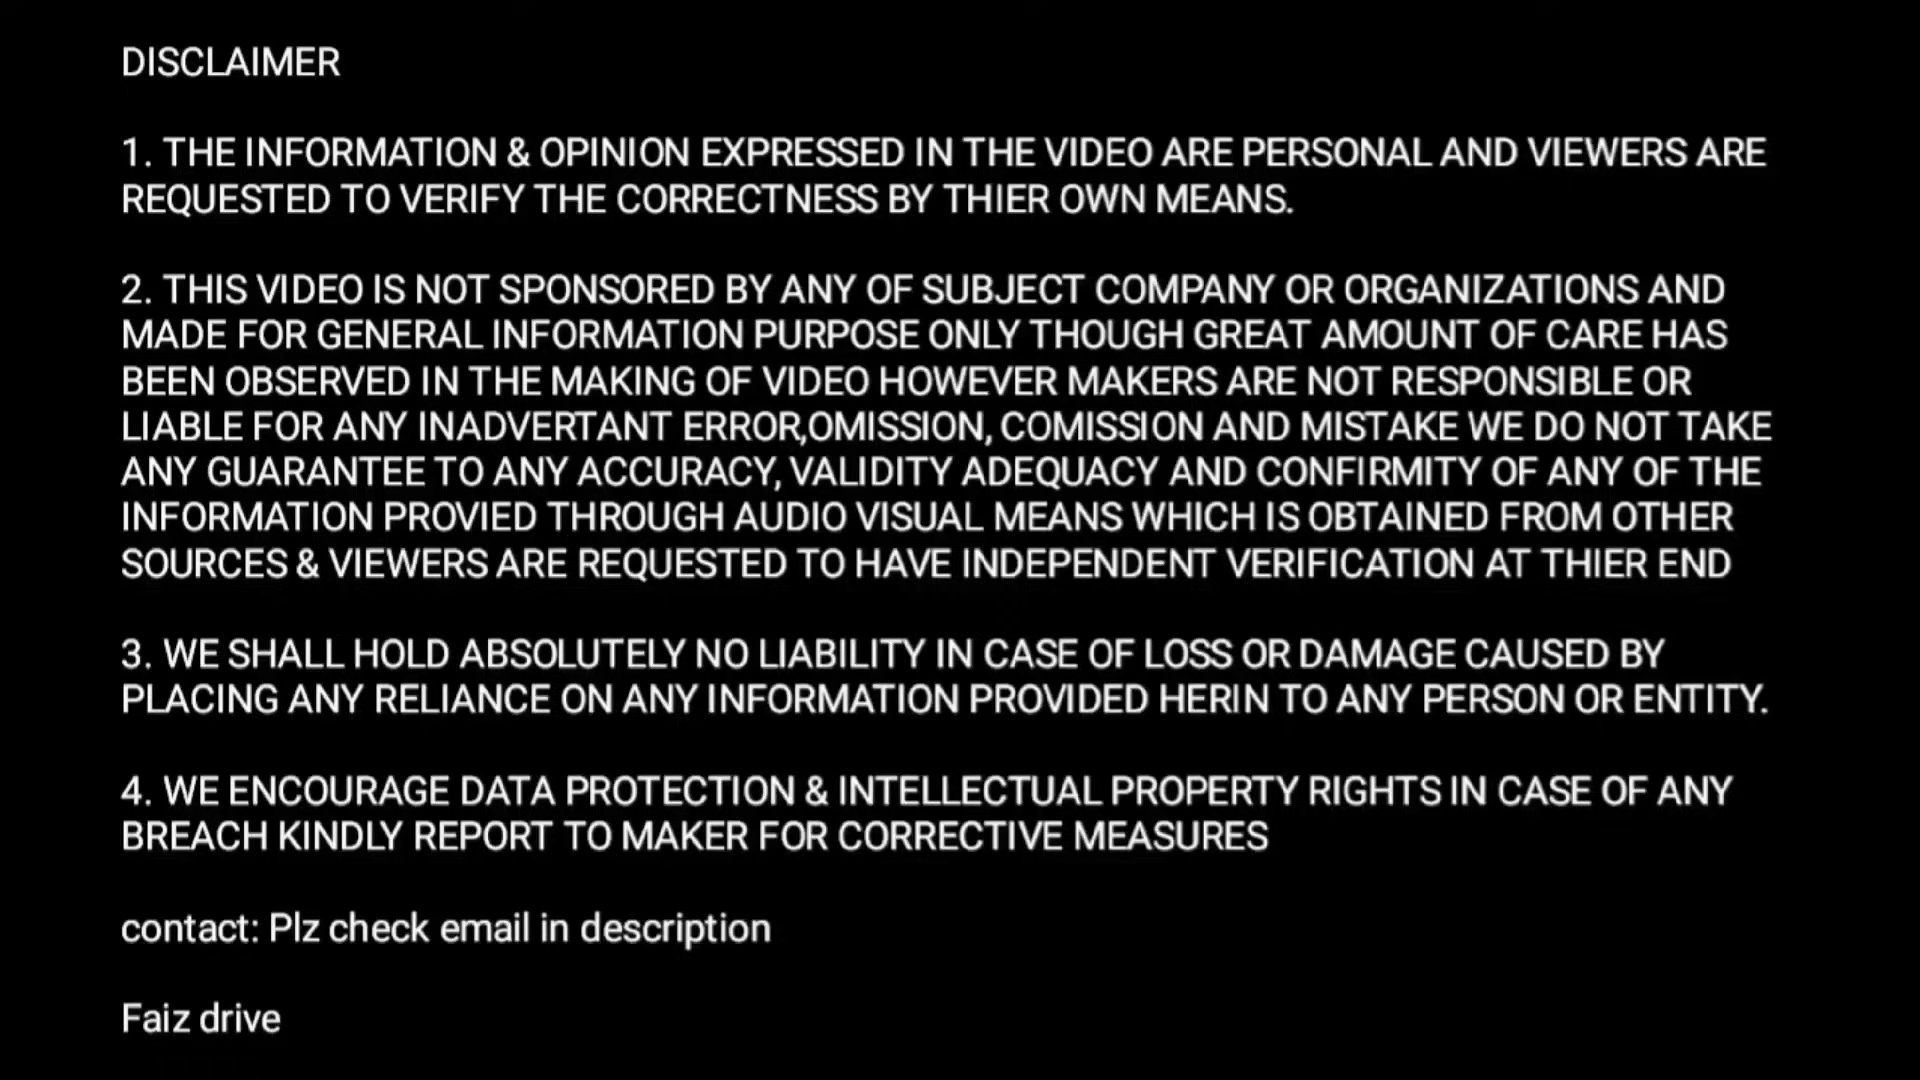 DISCLAIMER
1. THE INFORMATION & OPINION EXPRESSED IN THE VIDEO ARE PERSONAL AND VIEWERS ARE
REQUESTED TO VERIFY THE CORRECTNESS BY THIER OWN MEANS.
2. THIS VIDEO IS NOT SPONSORED BY ANY OF SUBJECT COMPANY OR ORGANIZATIONS AND
MADE FOR GENERAL INFORMATION PURPOSE ONLY THOUGH GREAT AMOUNT OF CARE HAS
BEEN OBSERVED IN THE MAKING OF VIDEO HOWEVER MAKERS ARE NOT RESPONSIBLE OR
LIABLE FOR ANY INADVERTANT ERROR,OMISSION, COMISSION AND MISTAKE WE DO NOT TAKE
ANY GUARANTEE TO ANY ACCURACY, VALIDITY ADEQUACY AND CONFIRMITY OF ANY OF THE
INFORMATION PROVIED THROUGH AUDIO VISUAL MEANS WHICH IS OBTAINED FROM OTHER
SOURCES & VIEWERS ARE REQUESTED TO HAVE INDEPENDENT VERIFICATION AT THIER END
3. WE SHALL HOLD ABSOLUTELY NO LIABILITY IN CASE OF LOSS OR DAMAGE CAUSED BY
PLACING ANY RELIANCE ON ANY INFORMATION PROVIDED HERIN TO ANY PERSON OR ENTITY.
4. WE ENCOURAGE DATA PROTECTION & INTELLECTUAL PROPERTY RIGHTS IN CASE OF ANY
BREACH KINDLY REPORT TO MAKER FOR CORRECTIVE MEASURES
contact: Plz check email in description
Faiz drive